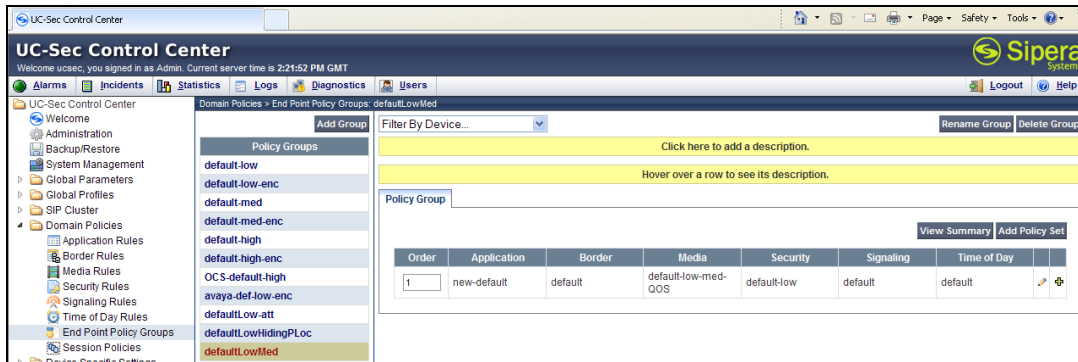 UC-Sec Control Center
Page Safety Tools
UC-Sec Control Center
Sipera
Systems
Welcome ucsec, you signed in as Admin. Current server time is 2:21:52 PM GMT
Alarms Incidents Statistics Logs Diagnostics Users Logout Help
UC-Sec Control Center
Welcome
Administration
Backup/Restore
System Management
Global Parameters
Global Profiles
SIP Cluster
Domain Policies
Application Rules
Border Rules
Media Rules
Security Rules
Signaling Rules
Time of Day Rules
End Point Policy Groups
Session Policies
Device Specific Settings
Domain Policies > End Point Policy Groups: defaultLowMed
Add Group
Policy Groups
default-low
default-low-enc
default-med
default-med-enc
default-high
default-high-enc
OCS-default-high
avaya-def-low-enc
defaultLow-att
defaultLowHidingPLoc
defaultLowMed
Filter By Device...
Rename Group Delete Group
Click here to add a description.
Hover over a row to see its description.
Policy Group
View Summary Add Policy Set
Order Application Border Media Security Signaling Time of Day
1 new-default default default-low-med-QOS default-low default default